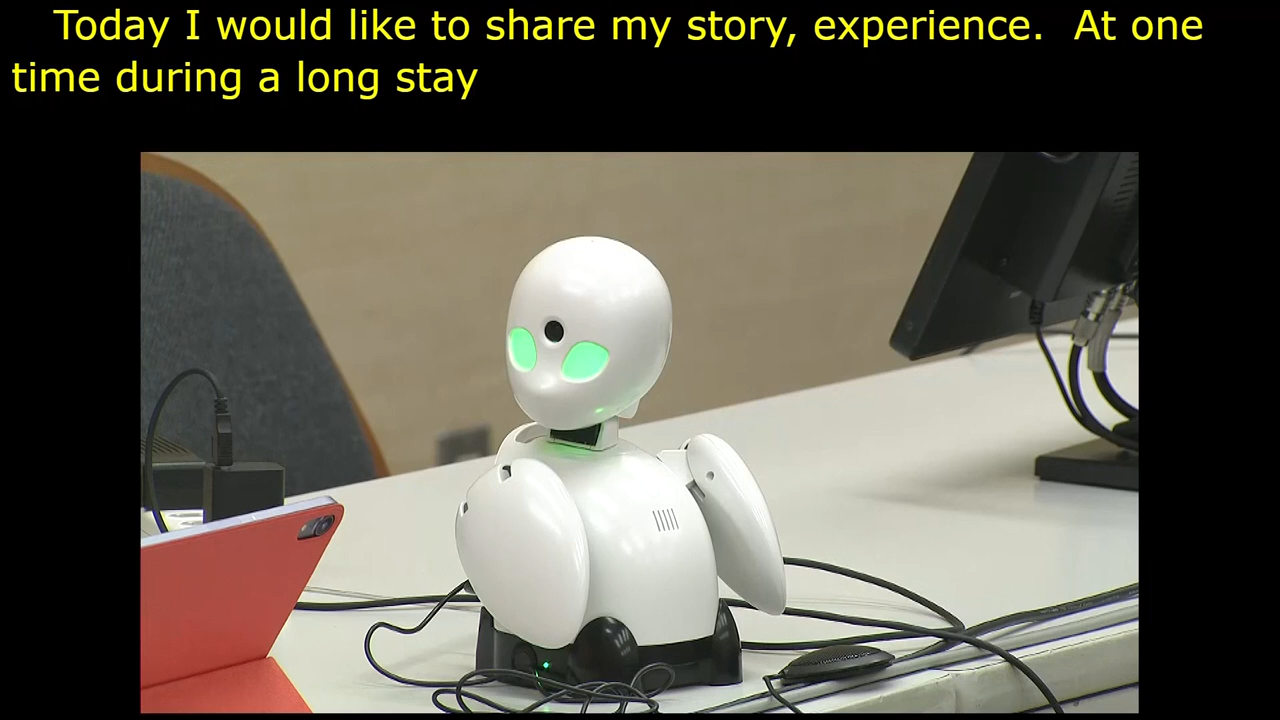 Today I would like to share my story, experience.  At one
time during a long stay